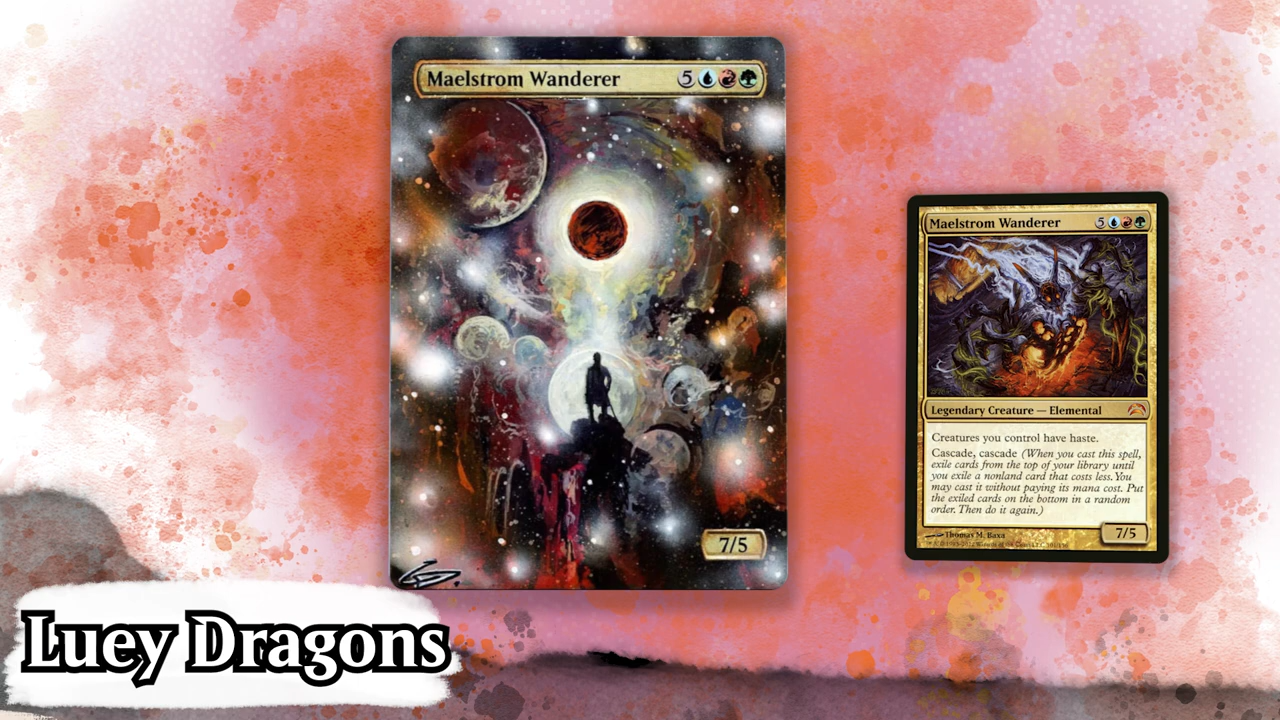 Maelstrom Wanderer 5
7/5
Maelstrom Wanderer 5
Legendary Creature — Elemental
Creatures you control have haste.
Cascade, cascade (When you cast this spell,
exile cards from the top of your library until
you exile a nonland card that costs less. You
may cast it without paying its mana cost. Put
the exiled cards on the bottom in a random
order. Then do it again.)
7/5
Thomas M. Baxa
Luey Dragons